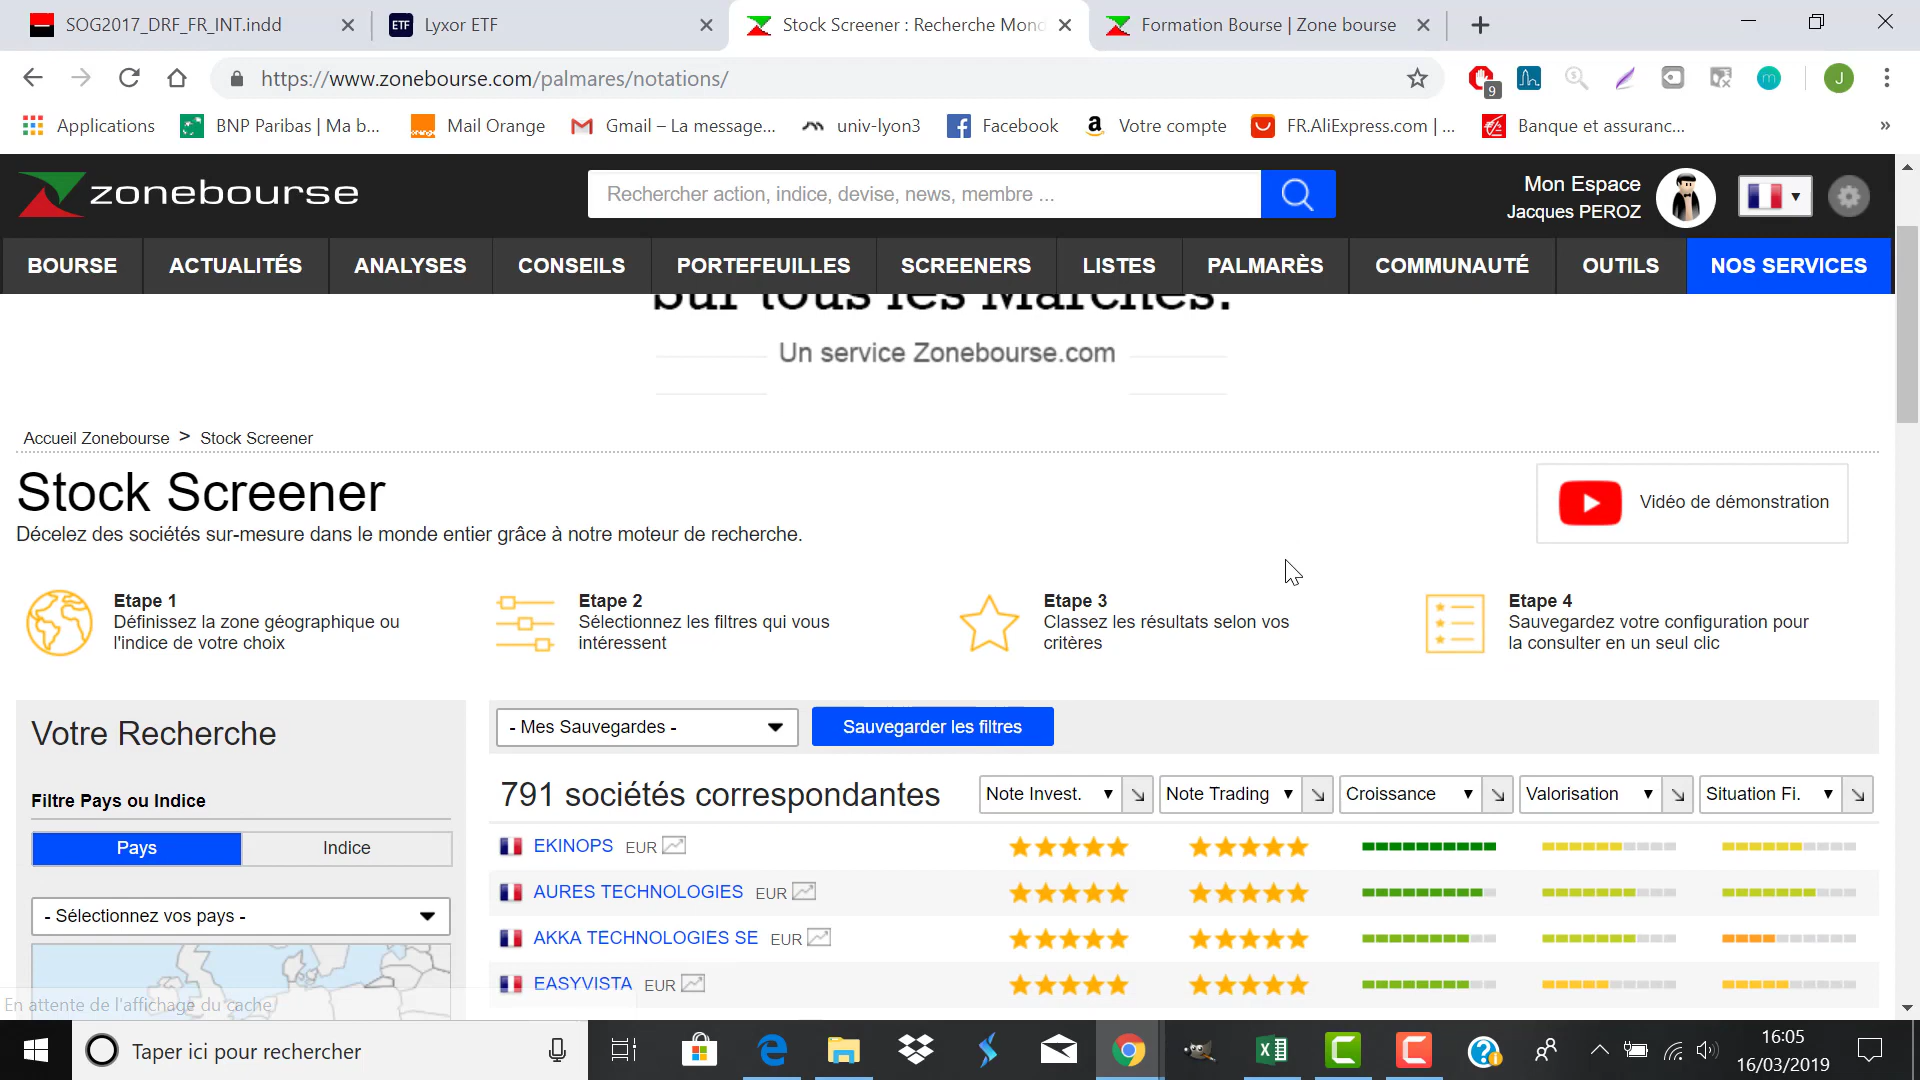 SOG2017_DRF_FR_INT.indd
ETF Lyxor ETF
Stock Screener : Recherche Mond
Formation Bourse | Zone bourse
https://www.zonebourse.com/palmares/notations/
9
m
J
Applications
BNP Paribas | Ma b...
Mail Orange
Gmail – La message...
univ-lyon3
Facebook
a Votre compte
FR.AliExpress.com | ...
Banque et assuranc...
»
zonebourse
Rechercher action, indice, devise, news, membre ...
Mon Espace
Jacques PEROZ
BOURSE
ACTUALITÉS
ANALYSES
CONSEILS
PORTEFEUILLES
SCREENERS
LISTES
PALMARÈS
COMMUNAUTÉ
OUTILS
NOS SERVICES
Sur tous les Marchés.
Un service Zonebourse.com
Accueil Zonebourse > Stock Screener
Stock Screener
Décelez des sociétés sur-mesure dans le monde entier grâce à notre moteur de recherche.
Vidéo de démonstration
Etape 1
Définissez la zone géographique ou
l'indice de votre choix
Etape 2
Sélectionnez les filtres qui vous
intéressent
Etape 3
Classez les résultats selon vos
critères
Etape 4
Sauvegardez votre configuration pour
la consulter en un seul clic
Votre Recherche
Filtre Pays ou Indice
Pays
Indice
- Sélectionnez vos pays -
- Mes Sauvegardes -
Sauvegarder les filtres
791 sociétés correspondantes
Note Invest.
Note Trading
Croissance
Valorisation
Situation Fi.
EKINOPS EUR
AURES TECHNOLOGIES EUR
AKKA TECHNOLOGIES SE EUR
EASYVISTA EUR
En attente de l'affichage du cache
Taper ici pour rechercher
16:05
16/03/2019